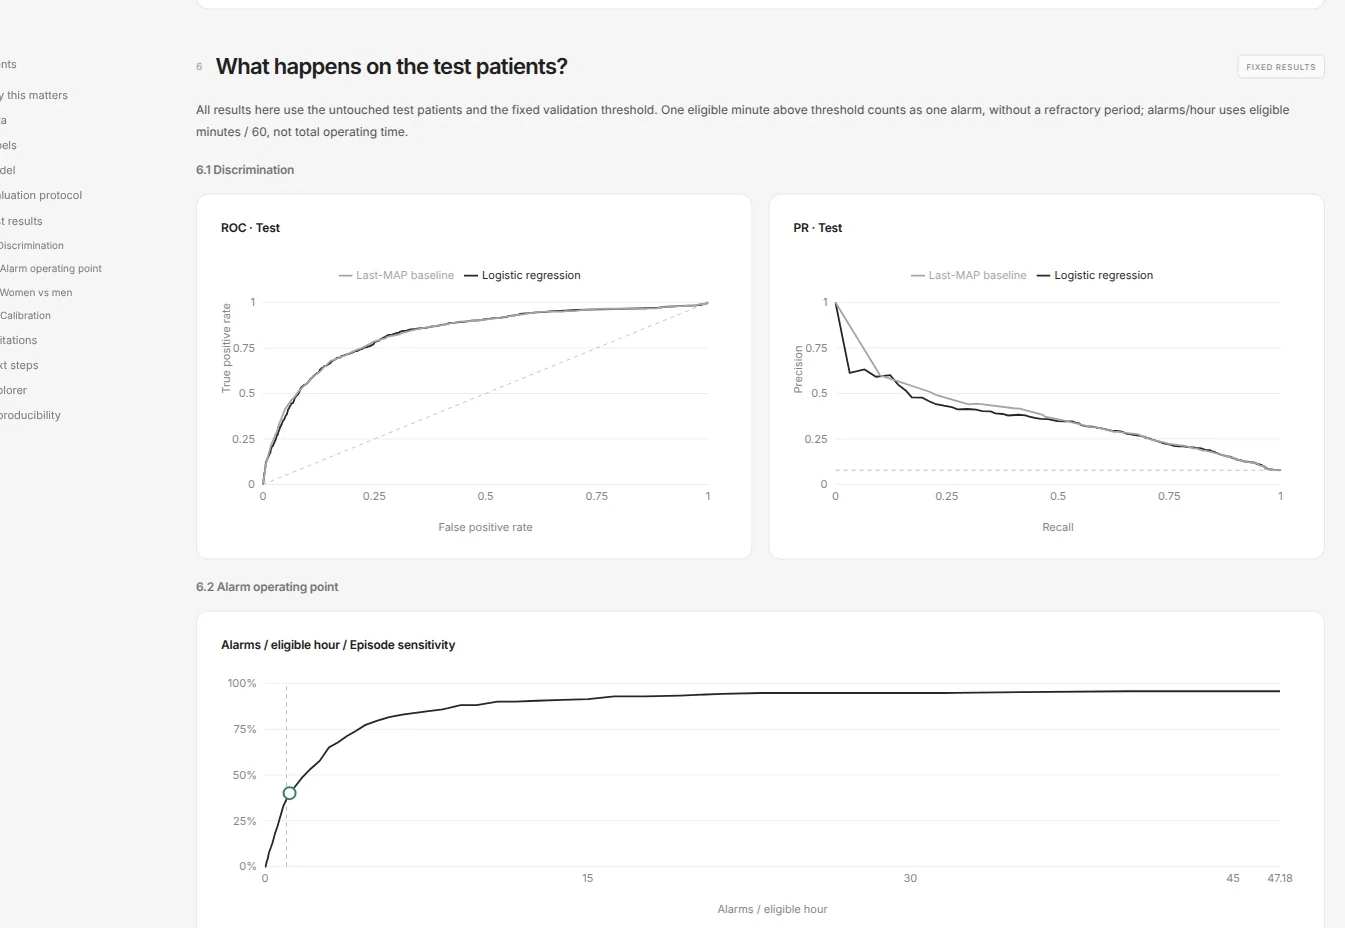 6 What happens on the test patients?
FIXED RESULTS
All results here use the untouched test patients and the fixed validation threshold. One eligible minute above threshold counts as one alarm, without a refractory period; alarms/hour uses eligible
minutes / 60, not total operating time.
nts
y this matters
a
els
del
luation protocol
t results
Discrimination
Alarm operating point
Women vs men
Calibration
itations
xt steps
lorer
producibility
6.1 Discrimination
ROC · Test
Last-MAP baseline
Logistic regression
True positive rate
1
0.75
0.5
0.25
0
0 0.25 0.5 0.75 1
False positive rate
PR · Test
Last-MAP baseline
Logistic regression
Precision
1
0.75
0.5
0.25
0
0 0.25 0.5 0.75 1
Recall
6.2 Alarm operating point
Alarms / eligible hour / Episode sensitivity
100%
75%
50%
25%
0%
0 15 30 45 47.18
Alarms / eligible hour